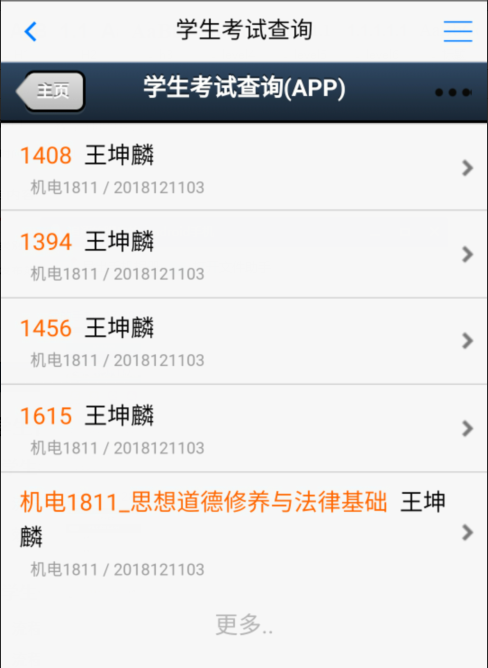 学生考试查询
主页
学生考试查询(APP)
1408 王坤麟
机电1811 / 2018121103
1394 王坤麟
机电1811 / 2018121103
1456 王坤麟
机电1811 / 2018121103
1615 王坤麟
机电1811 / 2018121103
机电1811_思想道德修养与法律基础 王坤
麟
机电1811 / 2018121103
更多..